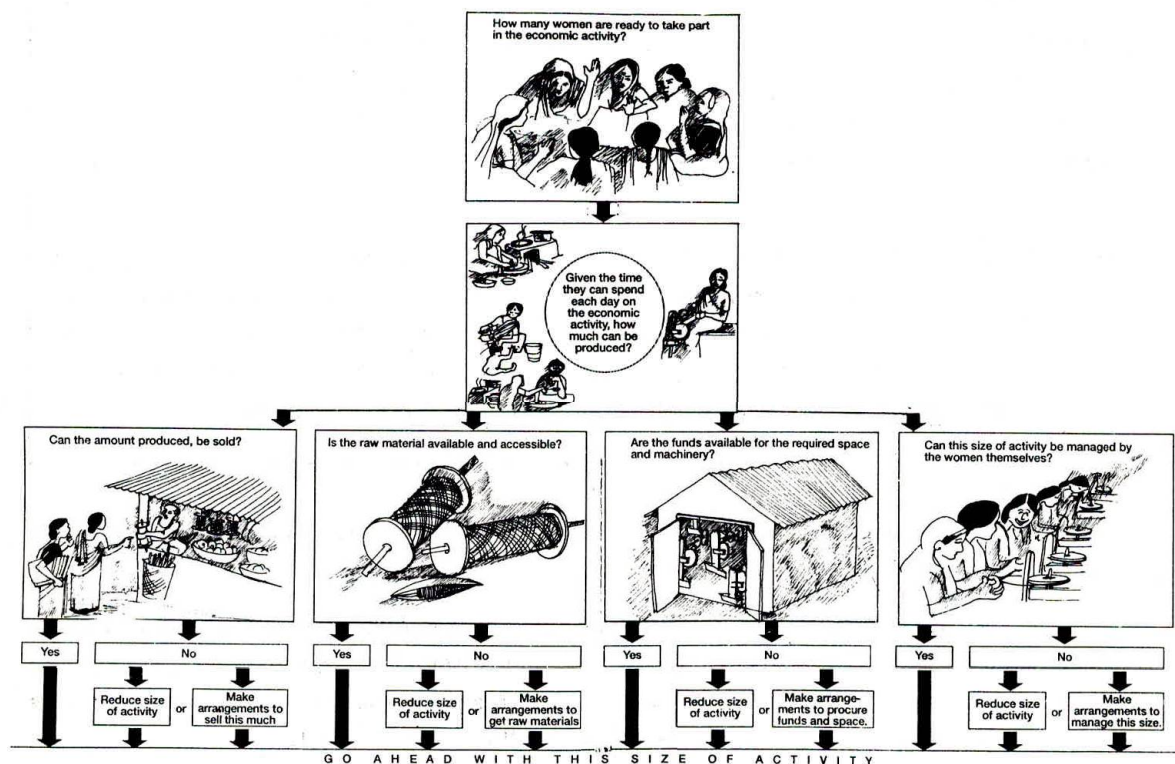 How many women are ready to take part
in the economic activity?
Given the time
they can spend
each day on
the economic
activity, how
much can be
produced?
Can the amount produced, be sold?
Is the raw material available and accessible?
Are the funds available for the required space
and machinery?
Can this size of activity be managed by
the women themselves?
Yes
No
Yes
No
Yes
No
Yes
No
Reduce size
of activity
or
Make
arrangements to
sell this much
Reduce size
of activity
or
Make
arrangements to
get raw materials
Reduce size
of activity
or
Make arrange-
ments to procure
funds and space.
Reduce size
of activity
or
Make
arrangements to
manage this size.
GO AHEAD WITH THIS SIZE OF ACTIVITY